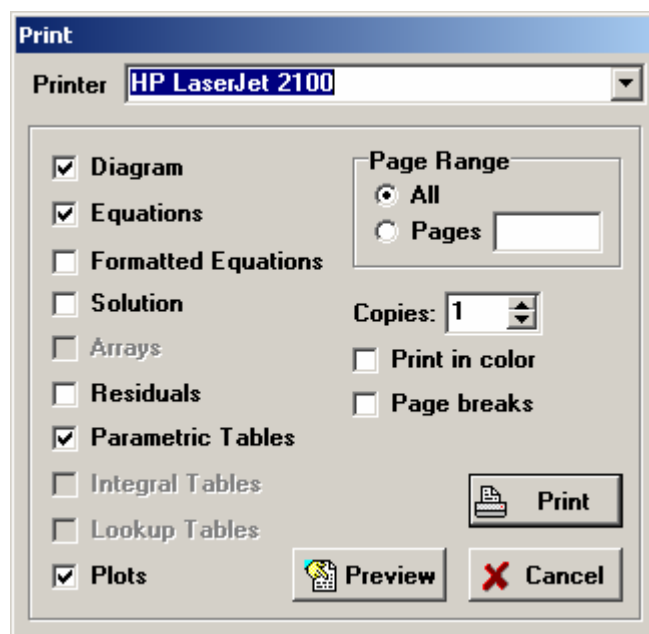 Print
Printer HP LaserJet 2100
Diagram
Equations
Formatted Equations
Solution
Arrays
Residuals
Parametric Tables
Integral Tables
Lookup Tables
Plots
Page Range
All
Pages
Copies: 1
Print in color
Page breaks
Print
Preview
Cancel